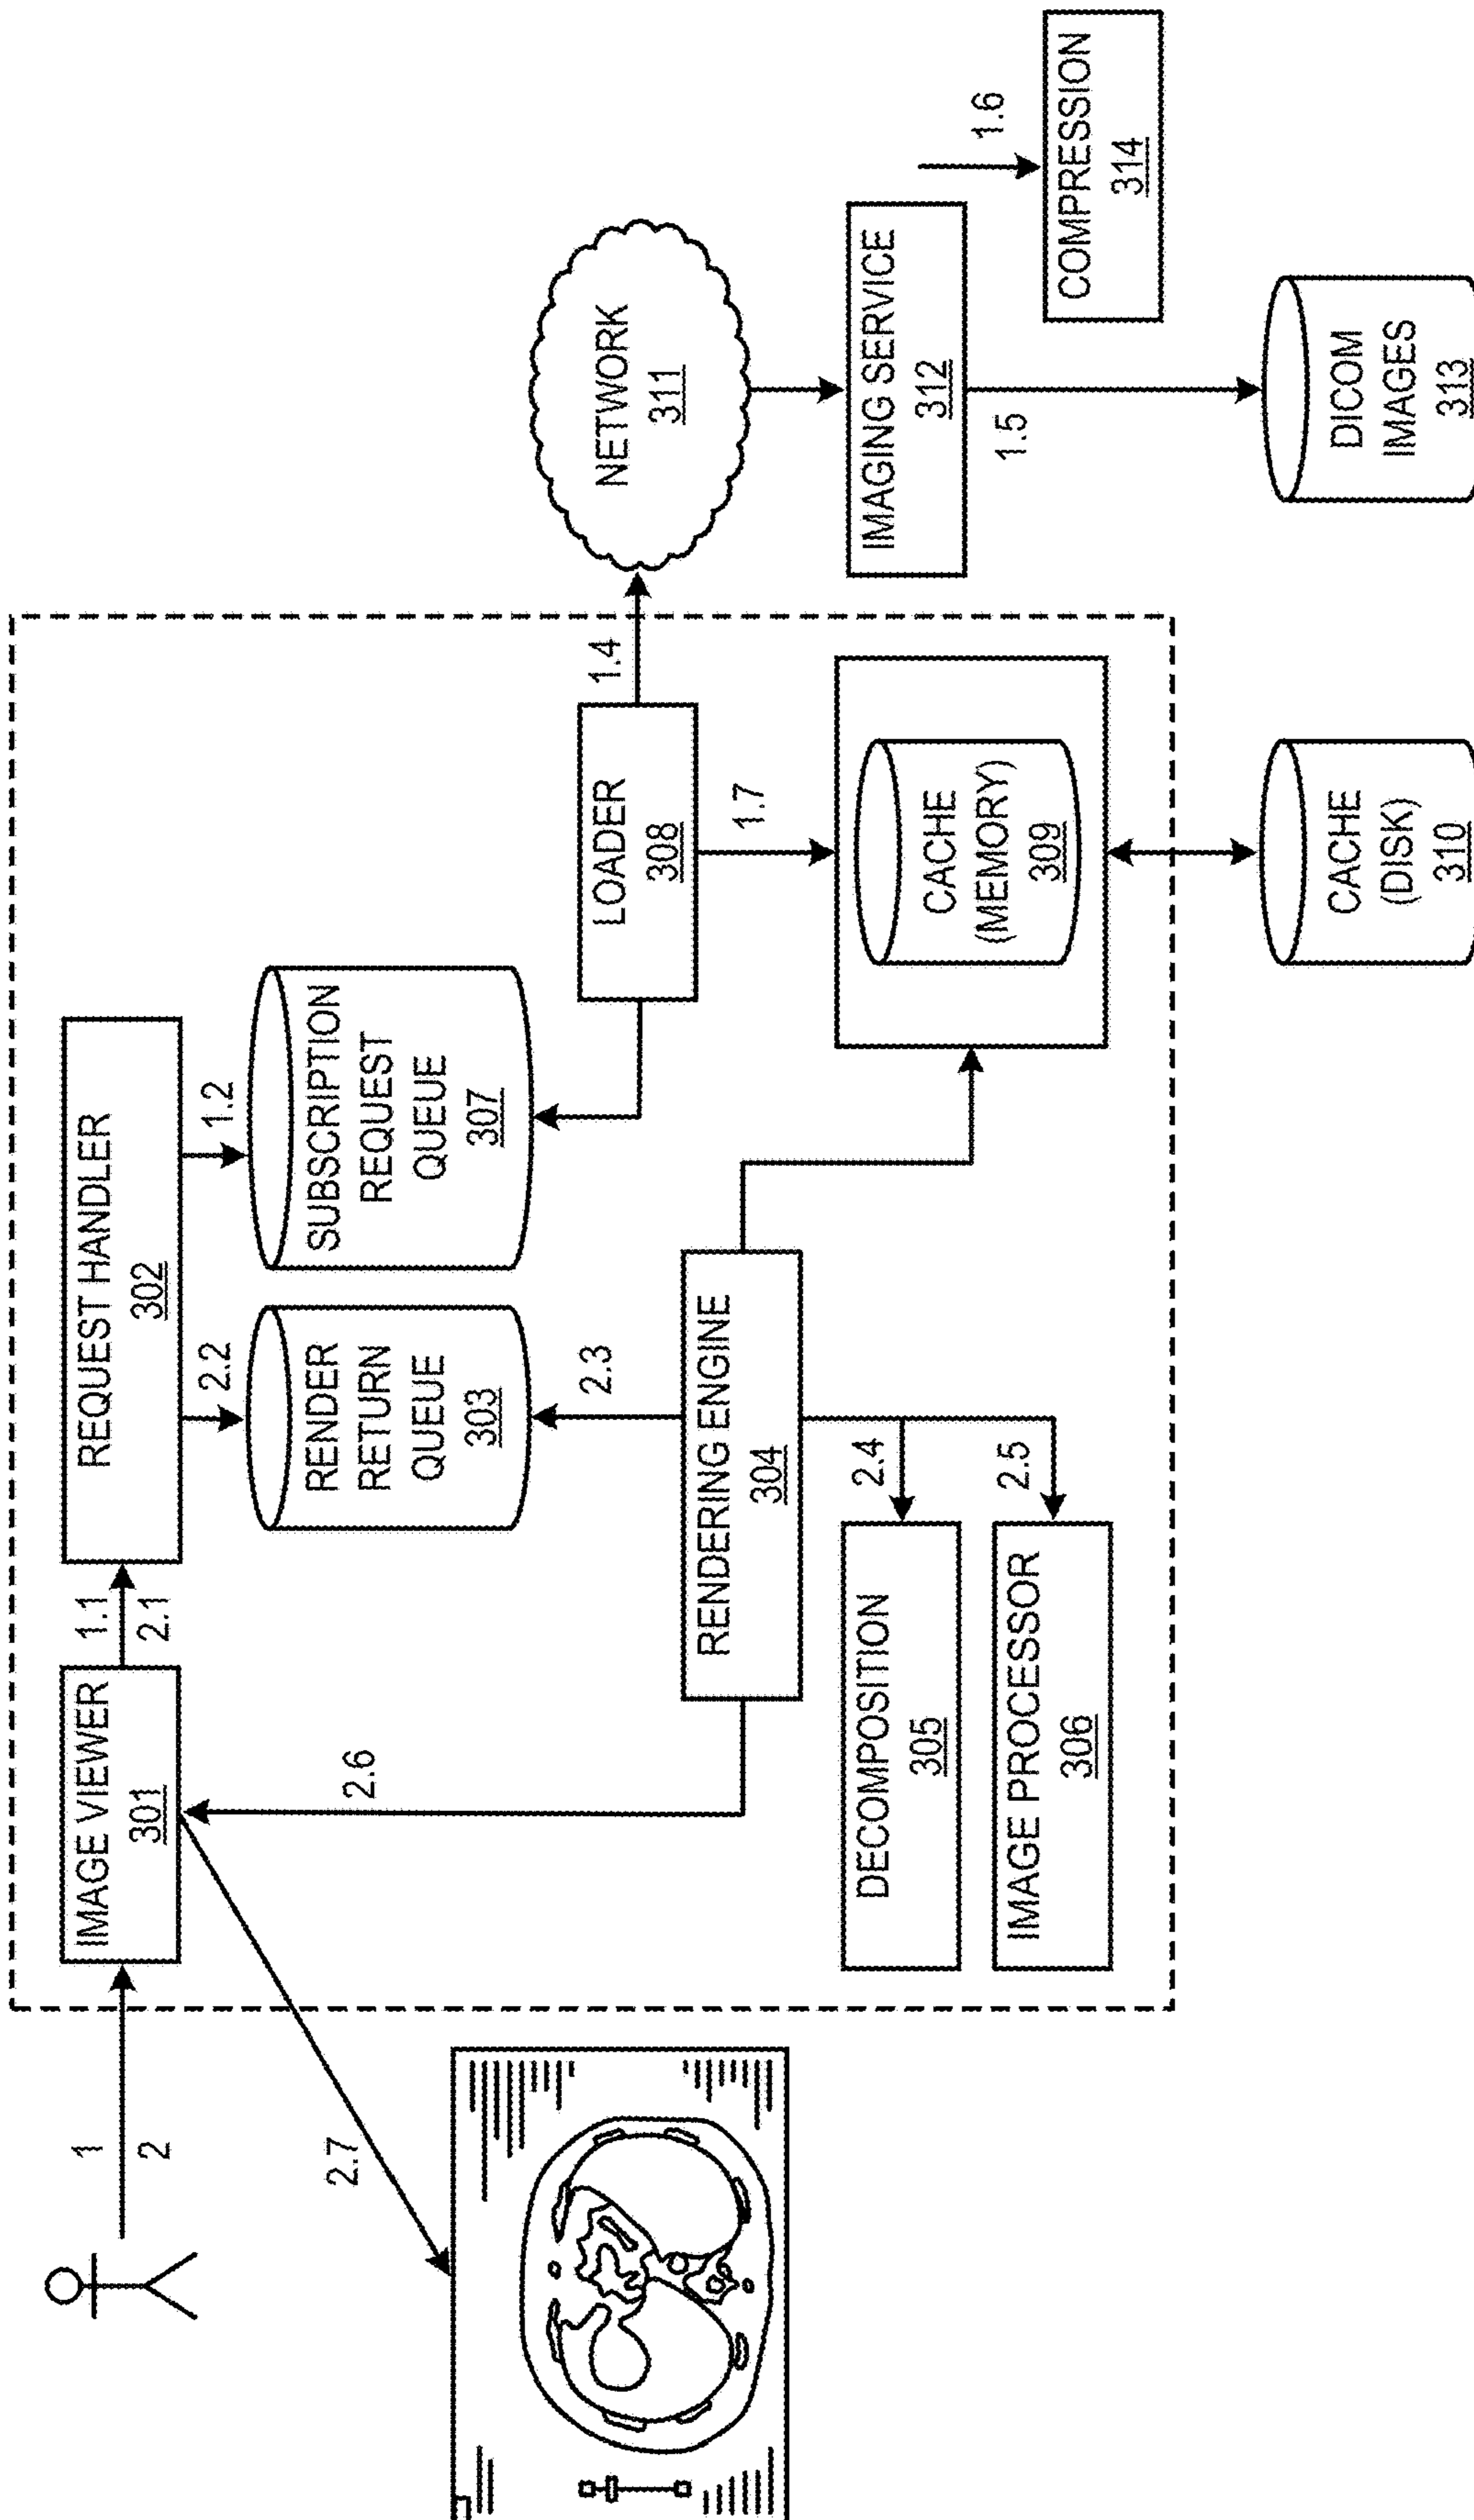 1
2
IMAGE VIEWER
301
1.1
2.1
REQUEST HANDLER
302
2.2
1.2
RENDER
RETURN
QUEUE
303
SUBSCRIPTION
REQUEST
QUEUE
307
2.7
2.6
2.3
RENDERING ENGINE
304
LOADER
308
1.4
NETWORK
311
2.4
DECOMPOSITION
305
2.5
IMAGE PROCESSOR
306
1.7
CACHE
(MEMORY)
309
IMAGING SERVICE
312
1.5
1.6
COMPRESSION
314
CACHE
(DISK)
310
DICOM
IMAGES
313